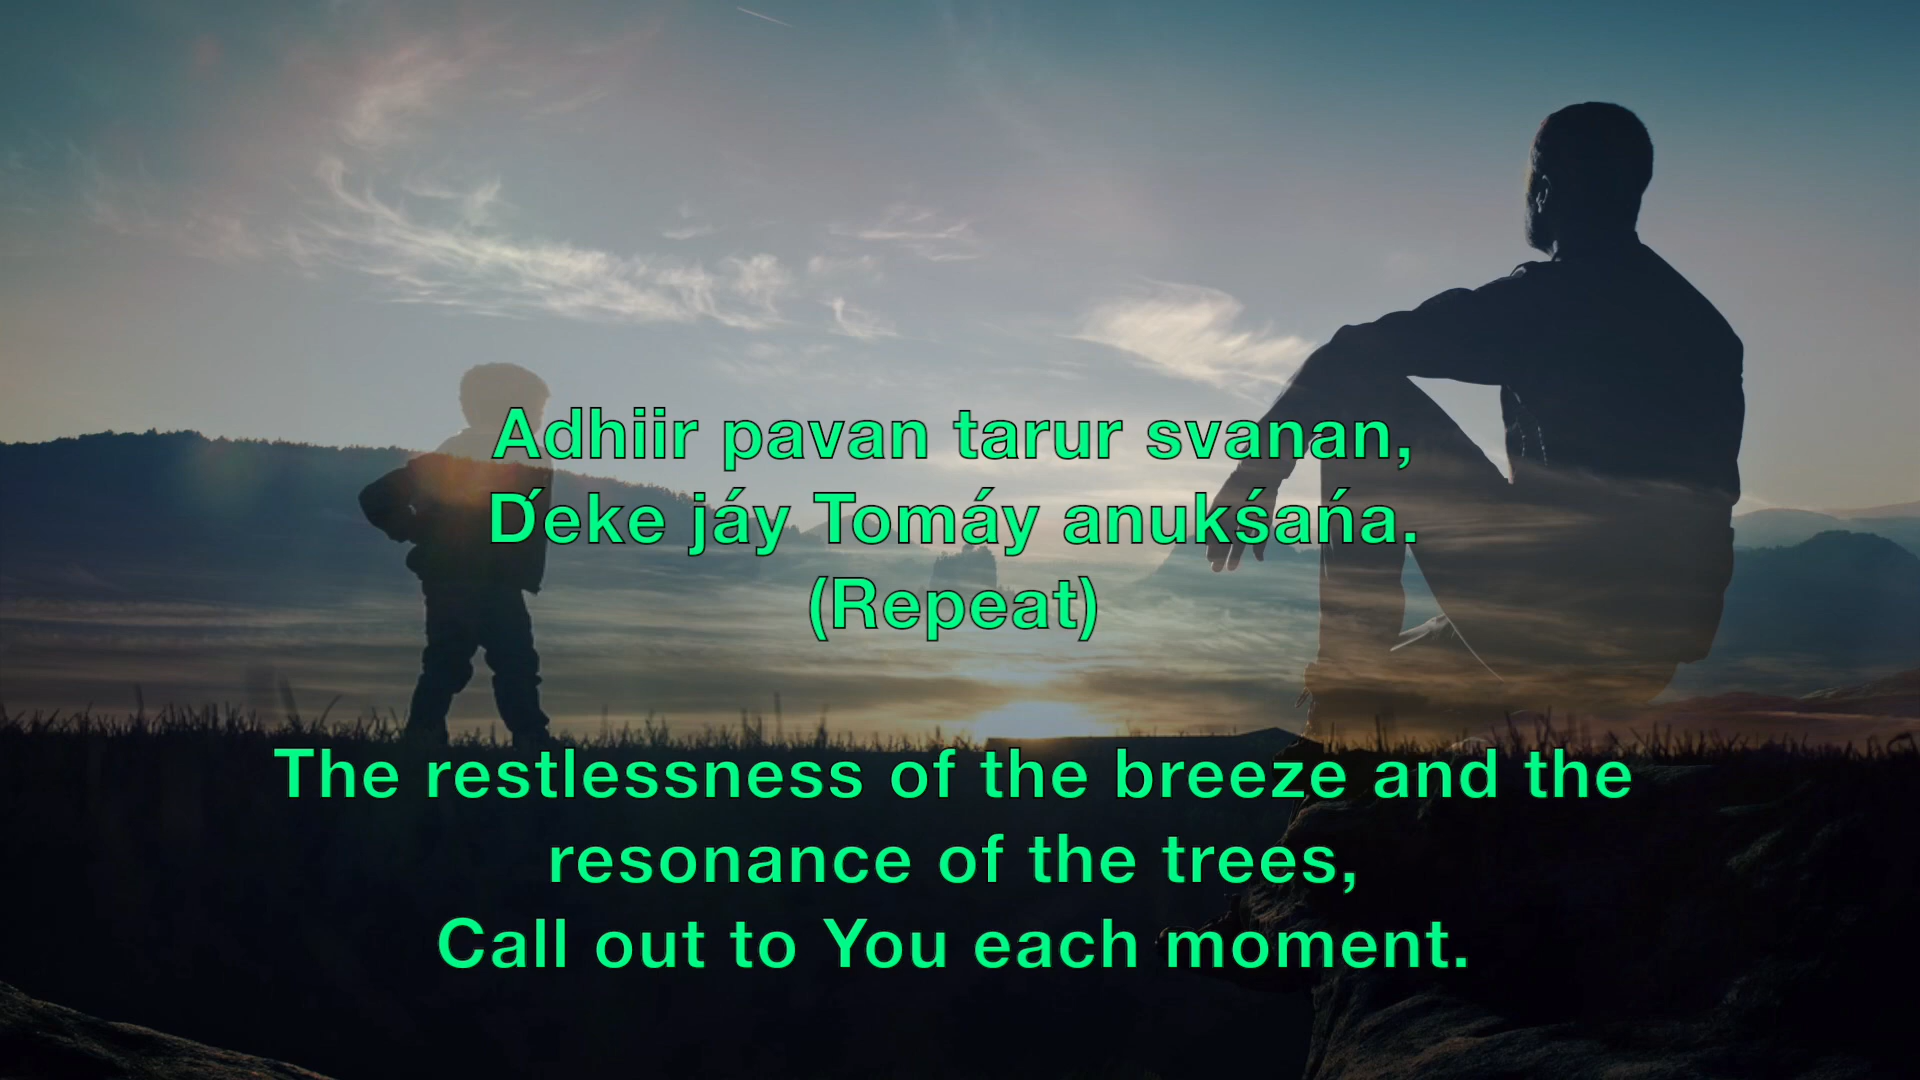 Adhiir pavan tarur svanan,
D́eke jáy Tomáy anukśańa.
(Repeat)
The restlessness of the breeze and the
resonance of the trees,
Call out to You each moment.